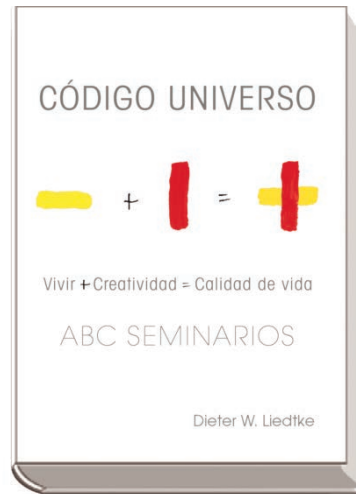 CÓDIGO UNIVERSO
+ =
Vivir + Creatividad = Calidad de vida
ABC SEMINARIOS
Dieter W. Liedtke